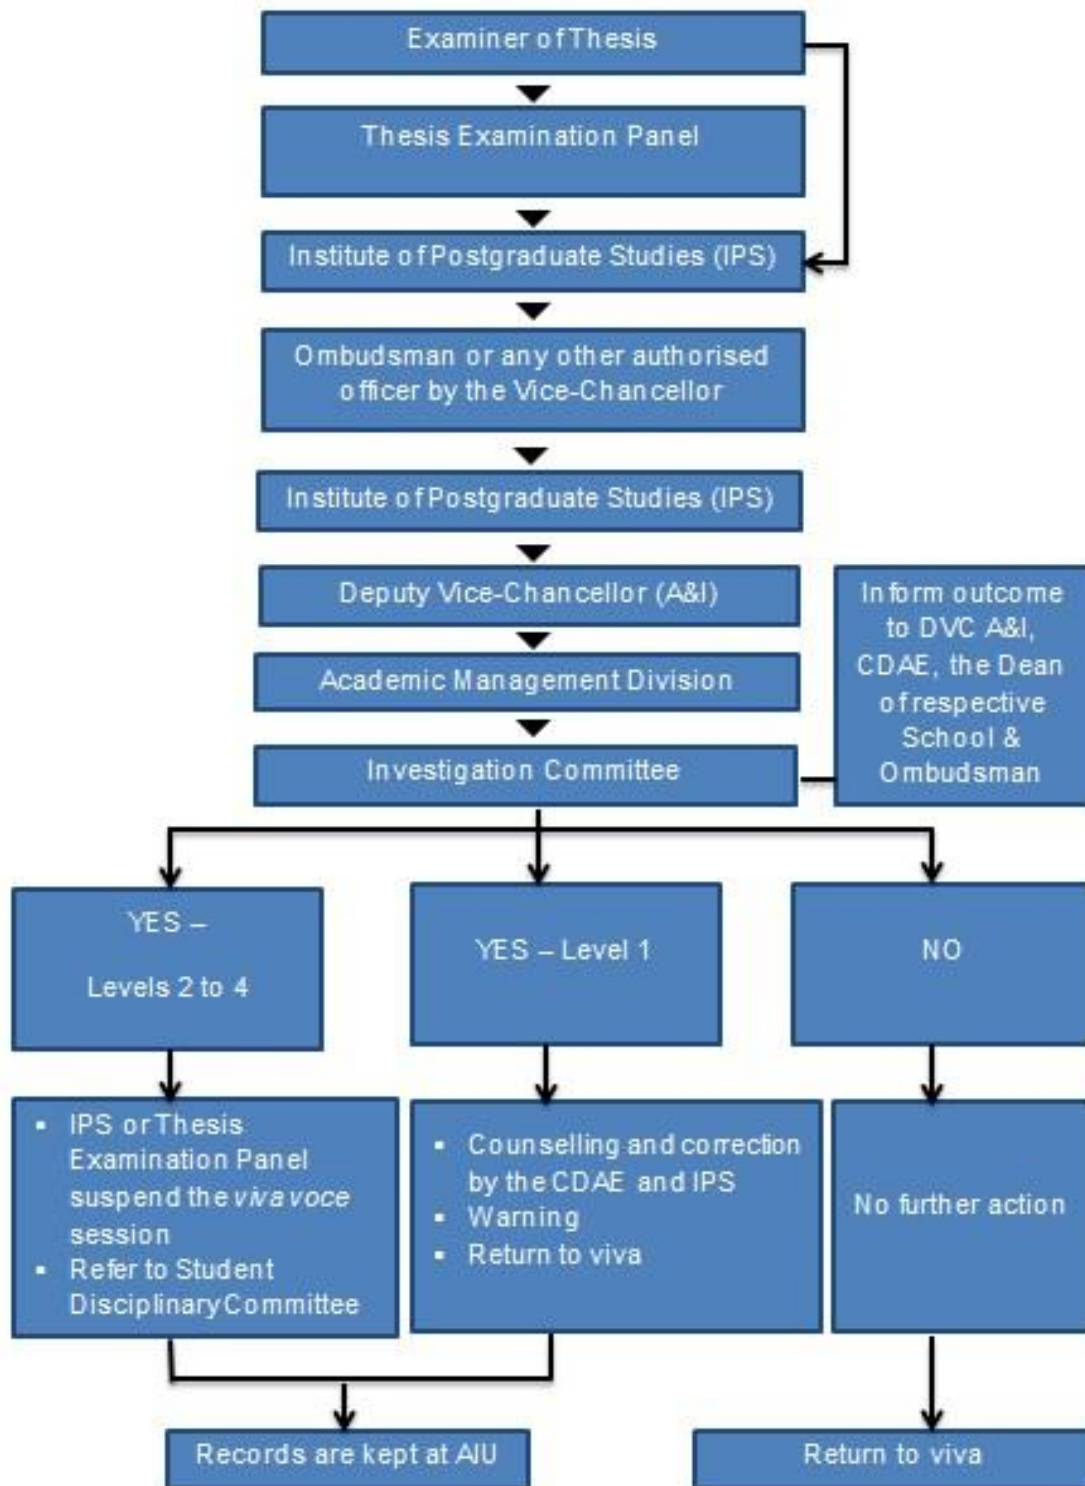 Examiner of Thesis
Thesis Examination Panel
Institute of Postgraduate Studies (IPS)
Ombudsman or any other authorised
officer by the Vice-Chancellor
Institute of Postgraduate Studies (IPS)
Deputy Vice-Chancellor (A&I)
Academic Management Division
Investigation Committee
Inform outcome
to DVC A&I,
CDAE, the Dean
of respective
School &
Ombudsman
YES –
Levels 2 to 4
YES – Level 1
NO
▪ IPS or Thesis
Examination Panel
suspend the viva voce
session
▪ Refer to Student
Disciplinary Committee
▪ Counselling and correction
by the CDAE and IPS
▪ Warning
▪ Return to viva
No further action
Records are kept at AIU
Return to viva